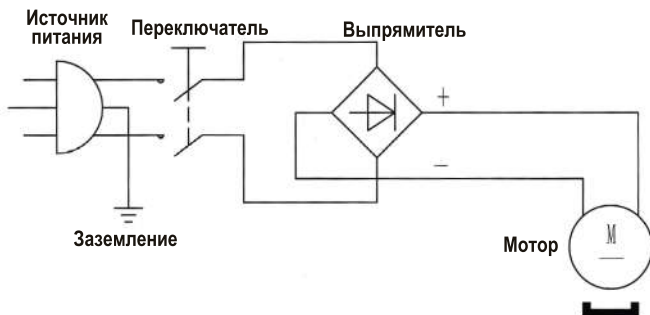 Источник
питания
Переключатель
Выпрямитель
+
−
Заземление
Мотор
M